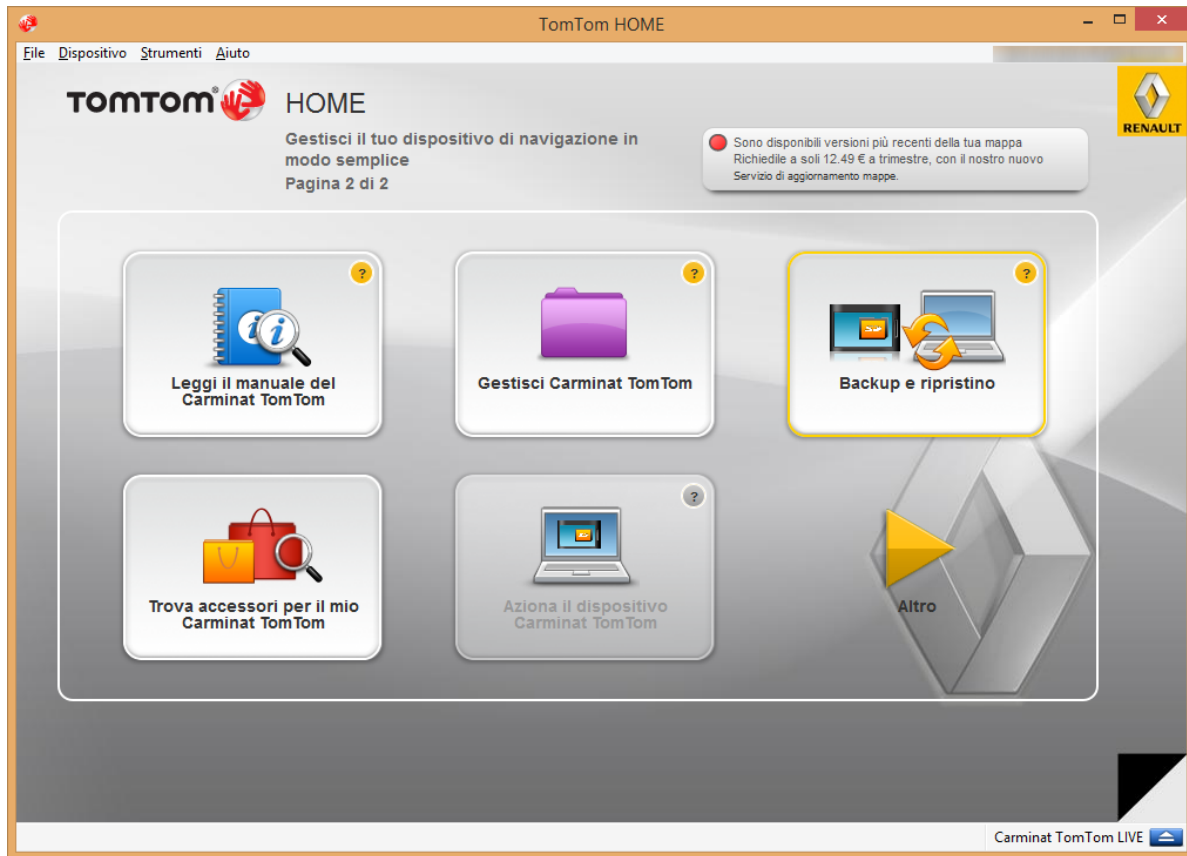 TomTom HOME
File Dispositivo Strumenti Aiuto
TOMTOM® HOME
Gestisci il tuo dispositivo di navigazione in
modo semplice
Pagina 2 di 2
Sono disponibili versioni più recenti della tua mappa
Richiedile a soli 12.49 € a trimestre, con il nostro nuovo
Servizio di aggiornamento mappe.
RENAULT
?
?
?
Leggi il manuale del
Carminat TomTom
Gestisci Carminat TomTom
Backup e ripristino
?
Trova accessori per il mio
Carminat TomTom
Aziona il dispositivo
Carminat TomTom
Altro
Carminat TomTom LIVE